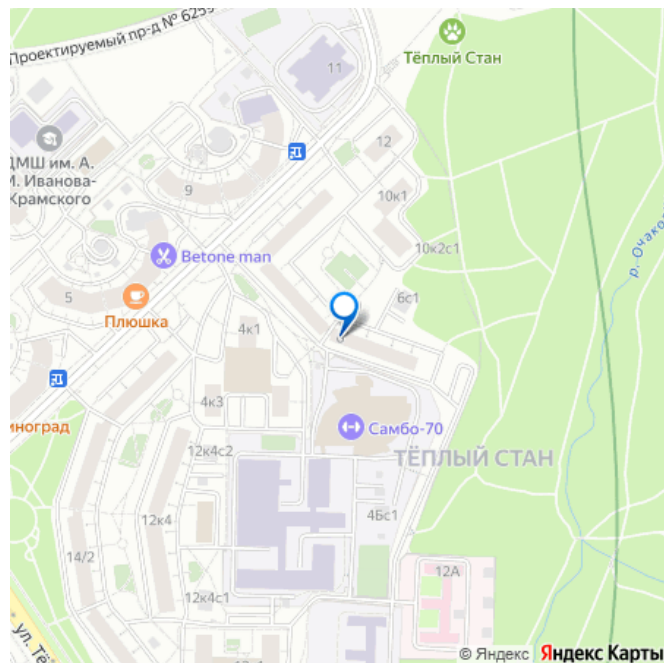 Проектируемый пр-д № 6259
Тёплый Стан
11
ДМШ им. А.
М. Иванова-
Крамского
12
9
10к1
10к2с1
р. Очако
Betone man
5
6с1
Плюшка
4к1
4к3
иноград
Самбо-70
12к4с2
ТЁПЛЫЙ СТАН
12к4
4Бс1
14/2
12А
12к4с1
ул. Тё
© Яндекс Яндекс Карты